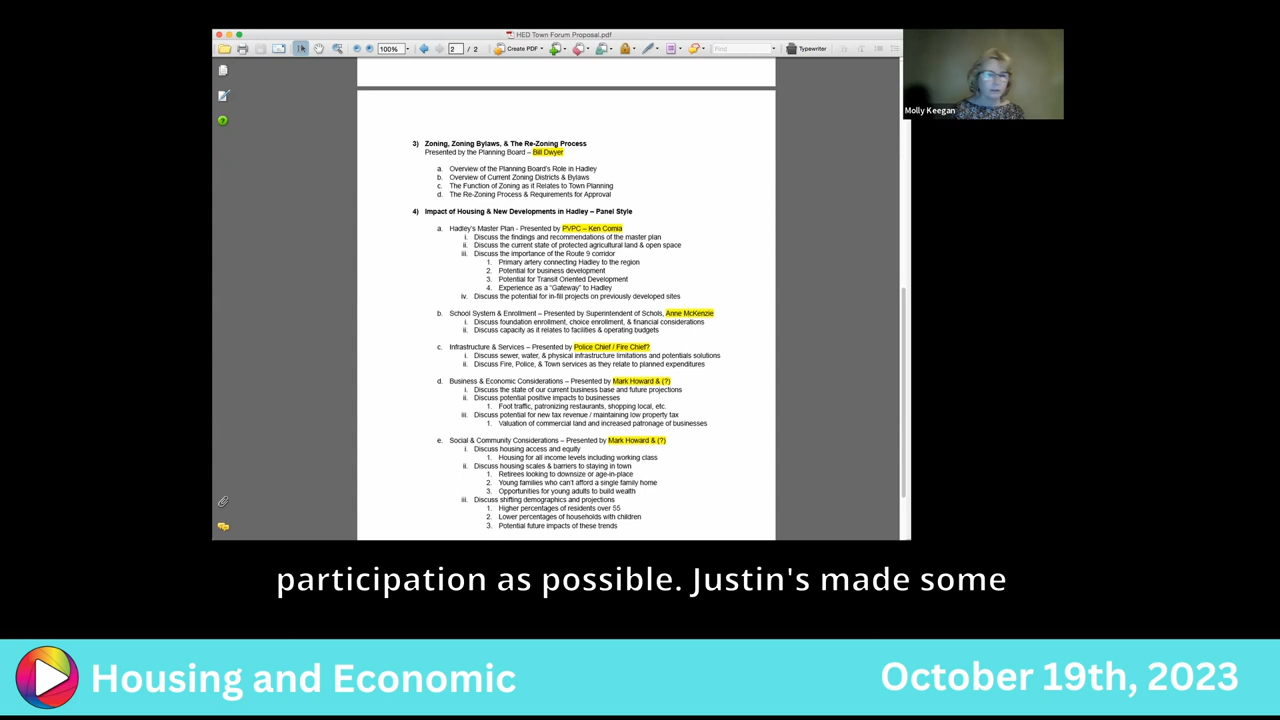 HED Town Forum Proposal.pdf
100%
2 / 2
Create PDF
Find
Typewriter
Molly Keegan
3) Zoning, Zoning Bylaws, & The Re-Zoning Process
Presented by the Planning Board – Bill Dwyer
a. Overview of the Planning Board's Role in Hadley
b. Overview of Current Zoning Districts & Bylaws
c. The Function of Zoning as it Relates to Town Planning
d. The Re-Zoning Process & Requirements for Approval
4) Impact of Housing & New Developments in Hadley – Panel Style
a. Hadley's Master Plan - Presented by PVPC – Ken Comia
i. Discuss the findings and recommendations of the master plan
ii. Discuss the current state of protected agricultural land & open space
iii. Discuss the importance of the Route 9 corridor
1. Primary artery connecting Hadley to the region
2. Potential for business development
3. Potential for Transit Oriented Development
4. Experience as a "Gateway" to Hadley
iv. Discuss the potential for in-fill projects on previously developed sites
b. School System & Enrollment – Presented by Superintendent of Schols, Anne McKenzie
i. Discuss foundation enrollment, choice enrollment, & financial considerations
ii. Discuss capacity as it relates to facilities & operating budgets
c. Infrastructure & Services – Presented by Police Chief / Fire Chief?
i. Discuss sewer, water, & physical infrastructure limitations and potentials solutions
ii. Discuss Fire, Police, & Town services as they relate to planned expenditures
d. Business & Economic Considerations – Presented by Mark Howard & (?)
i. Discuss the state of our current business base and future projections
ii. Discuss potential positive impacts to businesses
1. Foot traffic, patronizing restaurants, shopping local, etc.
iii. Discuss potential for new tax revenue / maintaining low property tax
1. Valuation of commercial land and increased patronage of businesses
e. Social & Community Considerations – Presented by Mark Howard & (?)
i. Discuss housing access and equity
1. Housing for all income levels including working class
ii. Discuss housing scales & barriers to staying in town
1. Retirees looking to downsize or age-in-place
2. Young families who can't afford a single family home
3. Opportunities for young adults to build wealth
iii. Discuss shifting demographics and projections
1. Higher percentages of residents over 55
2. Lower percentages of households with children
3. Potential future impacts of these trends
participation as possible. Justin's made some
Housing and Economic
October 19th, 2023